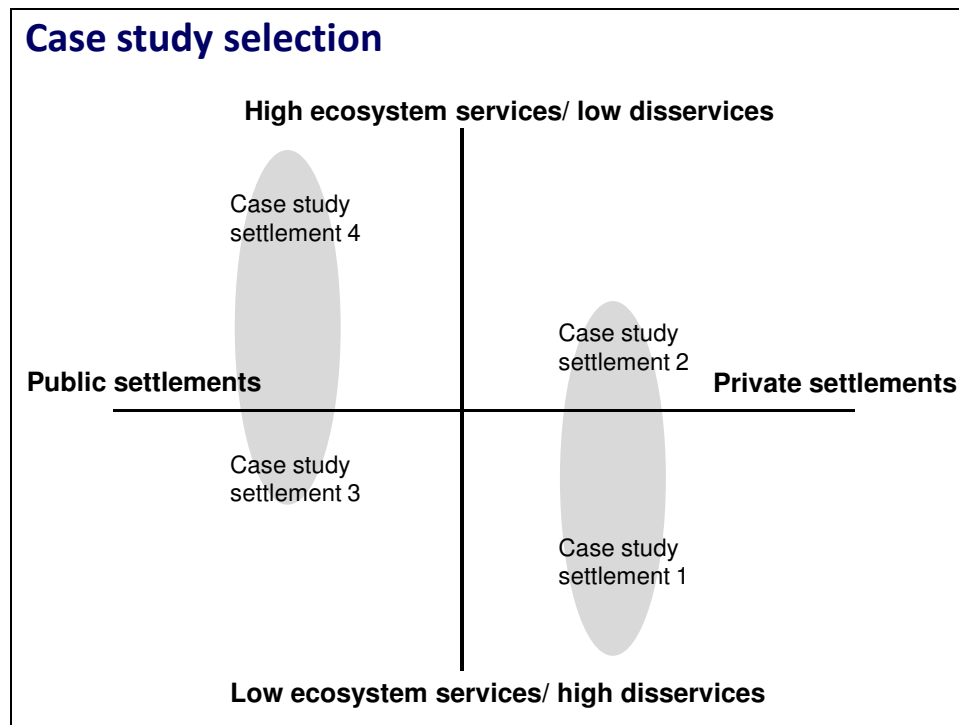 Case study selection
High ecosystem services/ low disservices
Case study
settlement 4
Case study
settlement 2
Public settlements
Private settlements
Case study
settlement 3
Case study
settlement 1
Low ecosystem services/ high disservices